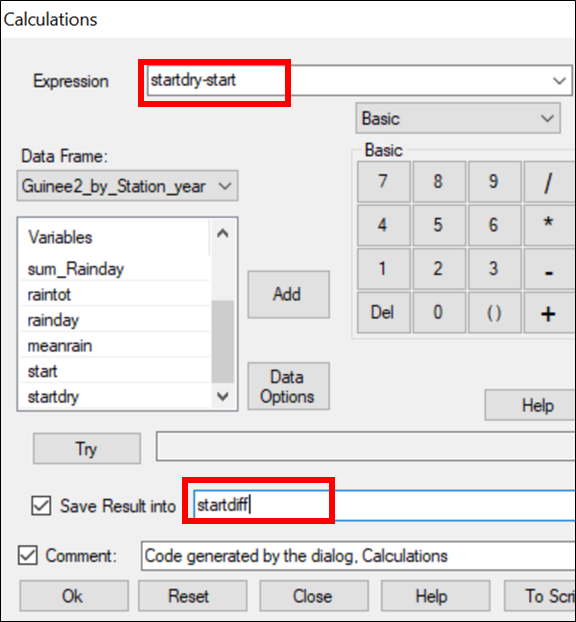 Calculations
Expression startdry-start
Basic
Data Frame: Basic
Guinee2_by_Station_year 7 8 9 /
Variables 4 5 6 *
sum_Rainday
raintot 1 2 3 -
rainday Add Del 0 ( ) +
meanrain
start
startdry
Data
Options
Help
Try
Save Result into startdiff
Comment: Code generated by the dialog, Calculations
Ok Reset Close Help To Scri